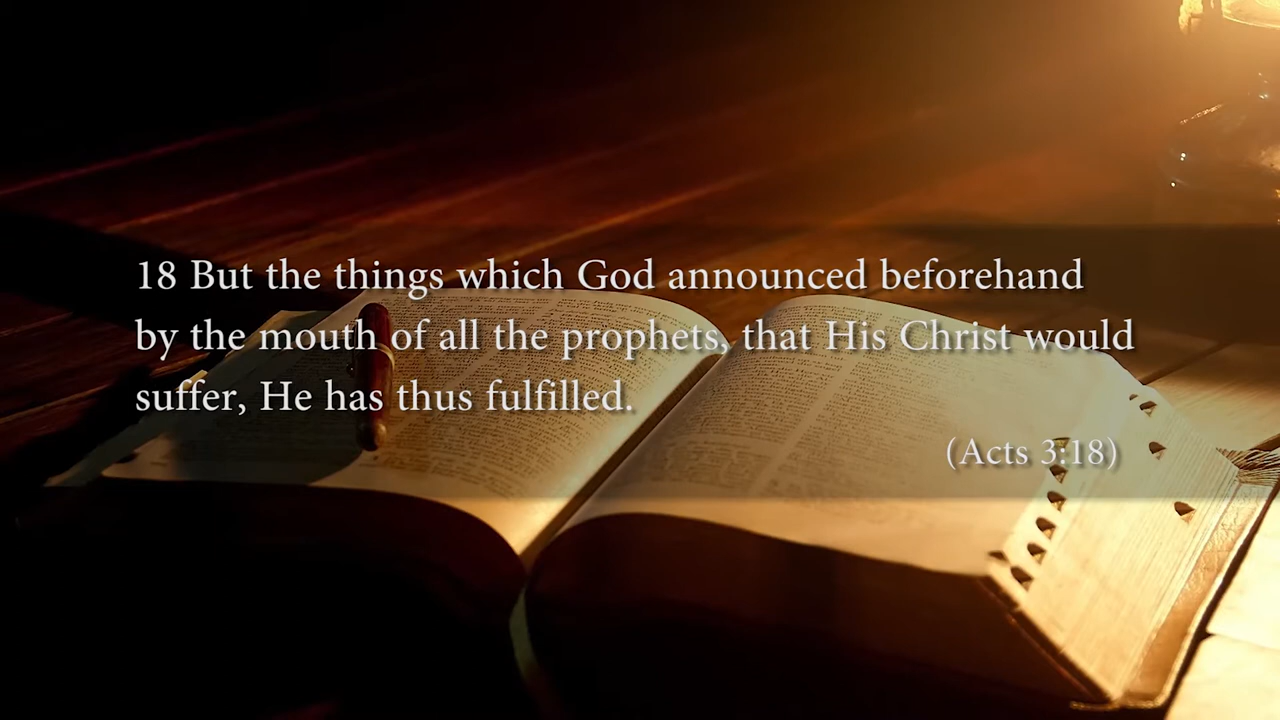 18 But the things which God announced beforehand
by the mouth of all the prophets, that His Christ would
suffer, He has thus fulfilled.
(Acts 3:18)